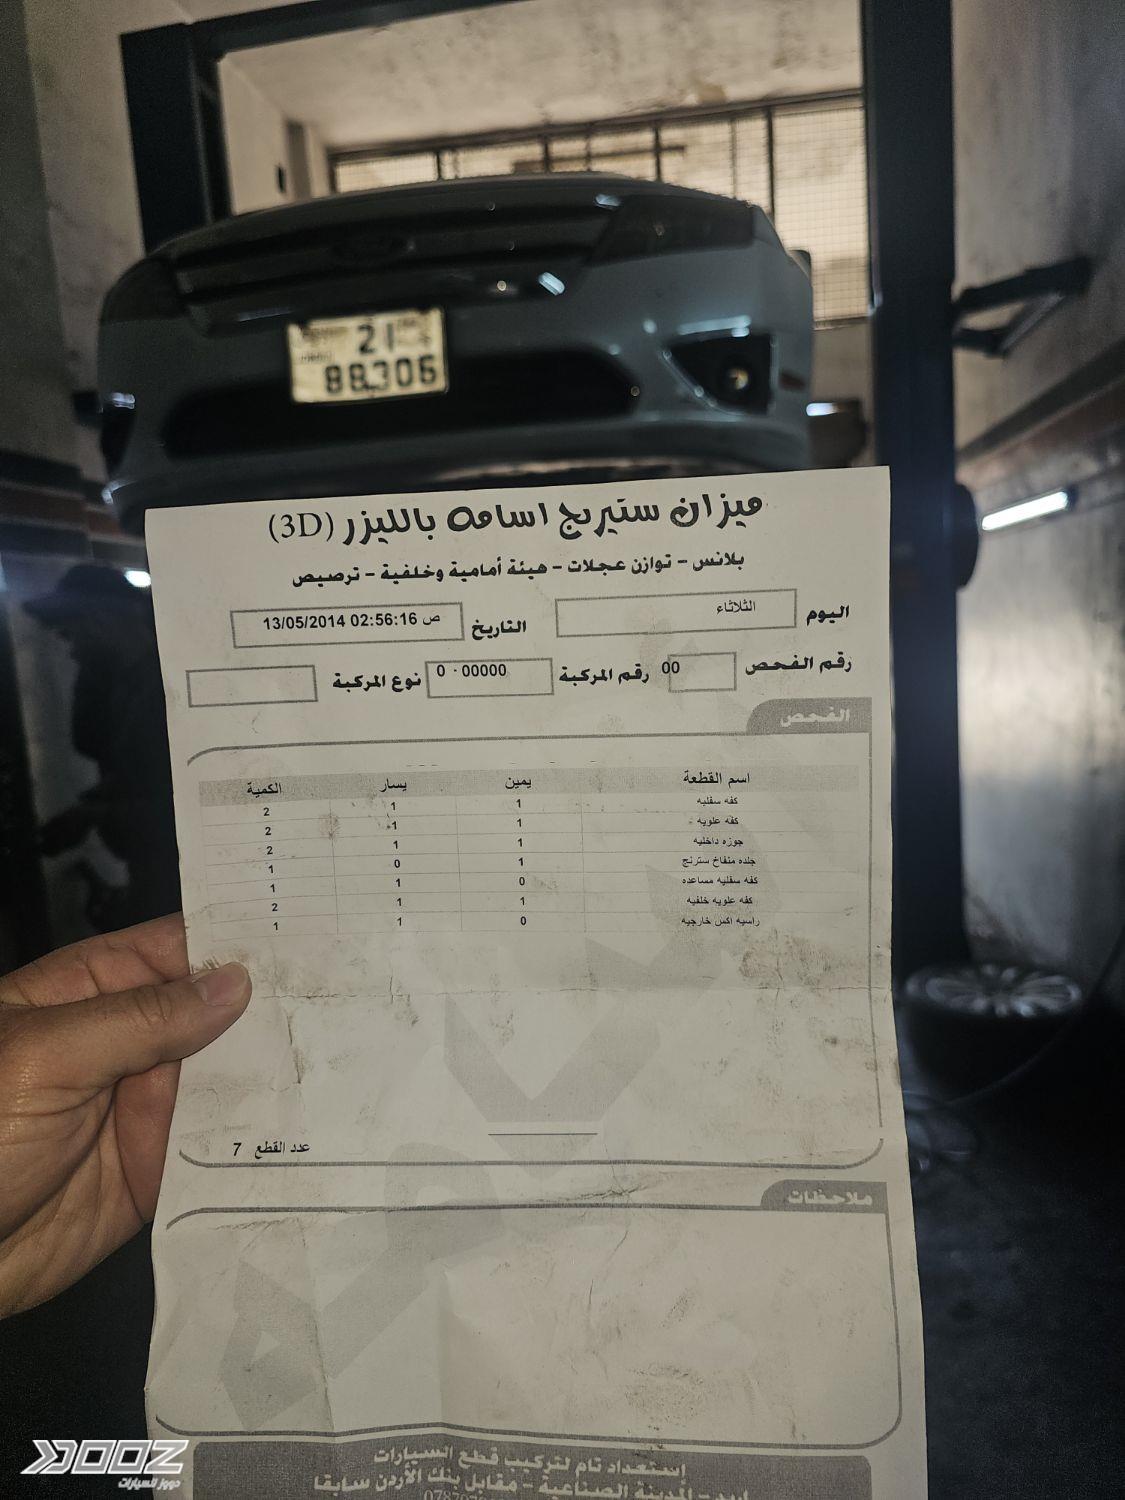 21
88306
ميزان ستيريج اسامه بالليزر (3D)
بلانس - توازن عجلات - هيئة أمامية وخلفية - ترصيص
اليوم الثلاثاء التاريخ 13/05/2014 02:56:16 ص
رقم الفحص 00 رقم المركبة 00000 - 0 نوع المركبة
الفحص
اسم القطعة يمين يسار الكمية
كفه سفليه 1 1 2
كفه علويه 1 1 2
جوزه داخليه 1 1 2
جلده منفاخ سترنج 1 0 1
كفه سفليه مساعده 0 1 1
كفه علويه خلفيه 1 1 2
راسيه اكس خارجيه 0 1 1
عدد القطع 7
ملاحظات
إستعداد تام لتركيب قطع السيارات
اربد - المدينة الصناعية - مقابل بنك الأردن سابقا
DOOZ
دووز للسيارات